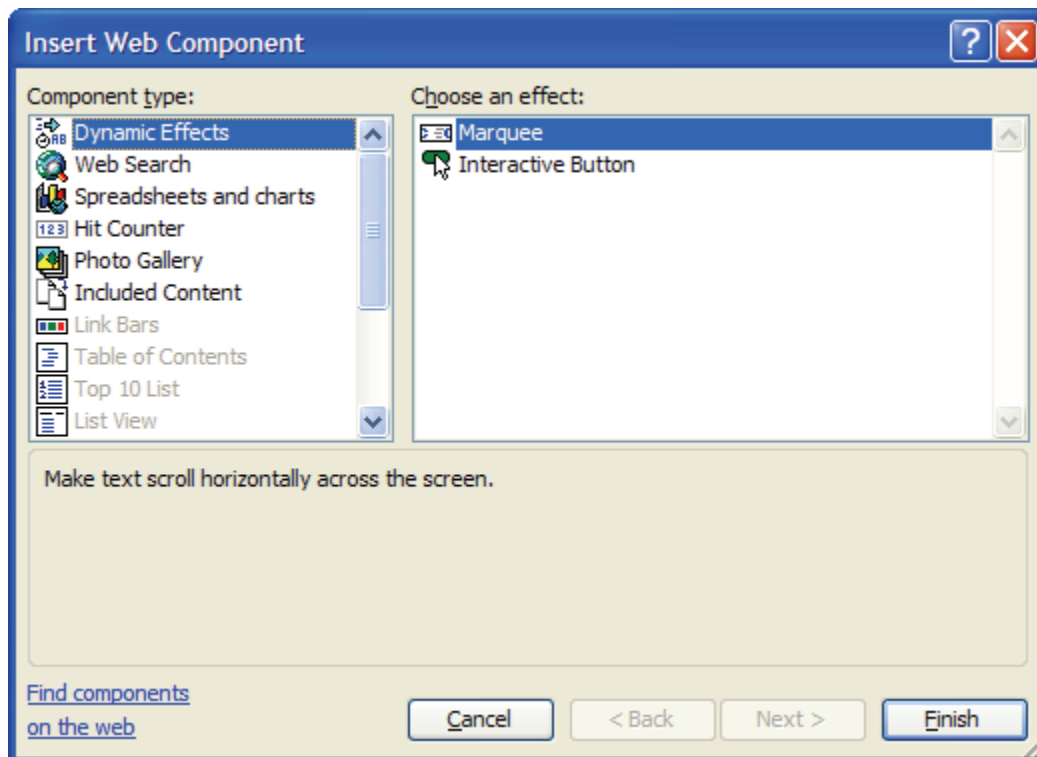 Insert Web Component
Component type:
Dynamic Effects
Web Search
Spreadsheets and charts
123 Hit Counter
Photo Gallery
Included Content
Link Bars
Table of Contents
Top 10 List
List View
Choose an effect:
Marquee
Interactive Button
Make text scroll horizontally across the screen.
Find components
on the web
Cancel
< Back
Next >
Finish